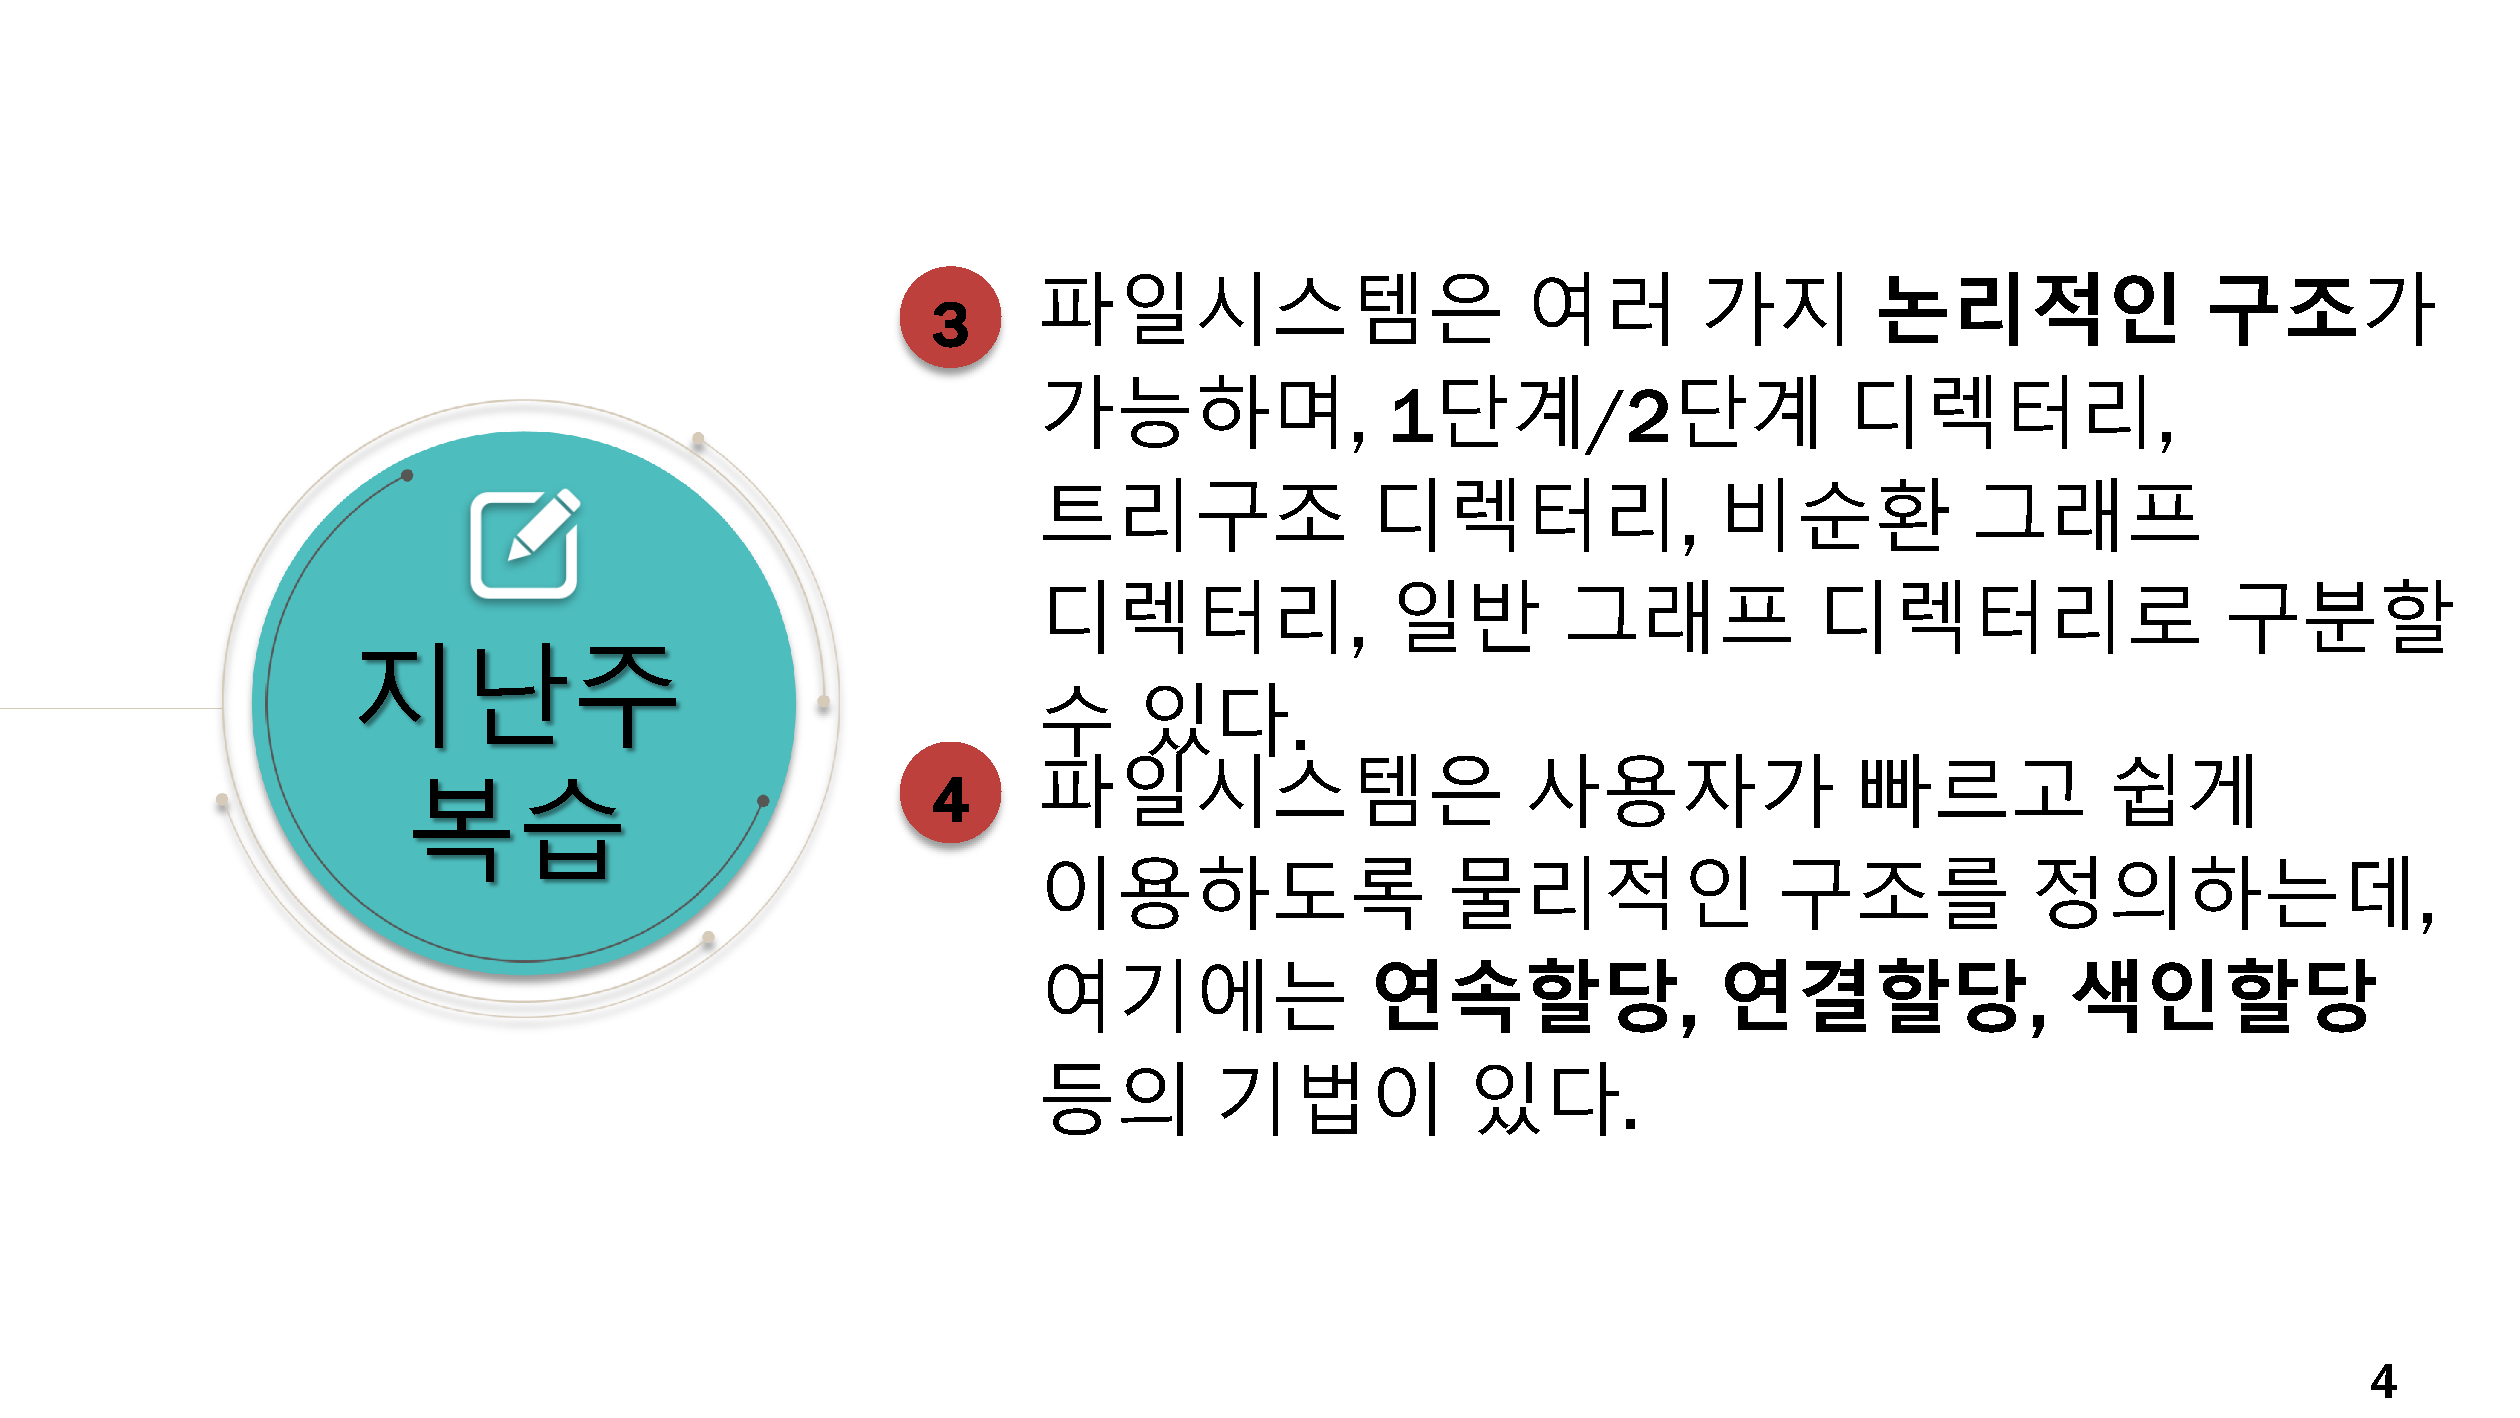 지난주
복습
3
파일시스템은 여러 가지 논리적인 구조가
가능하며, 1단계/2단계 디렉터리,
트리구조 디렉터리, 비순환 그래프
디렉터리, 일반 그래프 디렉터리로 구분할
수 있다.
4
파일시스템은 사용자가 빠르고 쉽게
이용하도록 물리적인 구조를 정의하는데,
여기에는 연속할당, 연결할당, 색인할당
등의 기법이 있다.
4